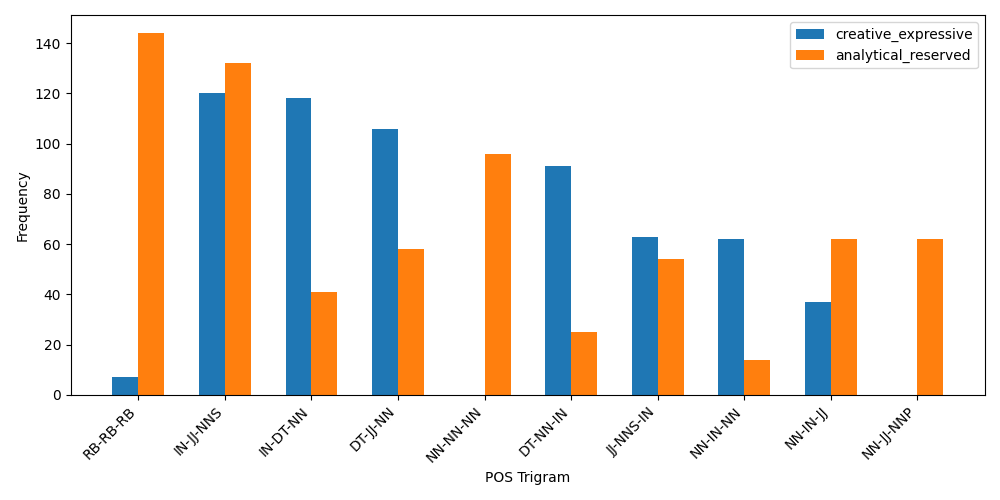 creative_expressive
analytical_reserved
Frequency
140
120
100
80
60
40
20
0
RB-RB-RB
IN-JJ-NNS
IN-DT-NN
DT-JJ-NN
NN-NN-NN
DT-NN-IN
JJ-NNS-IN
NN-IN-NN
NN-IN-JJ
NN-JJ-NNP
POS Trigram